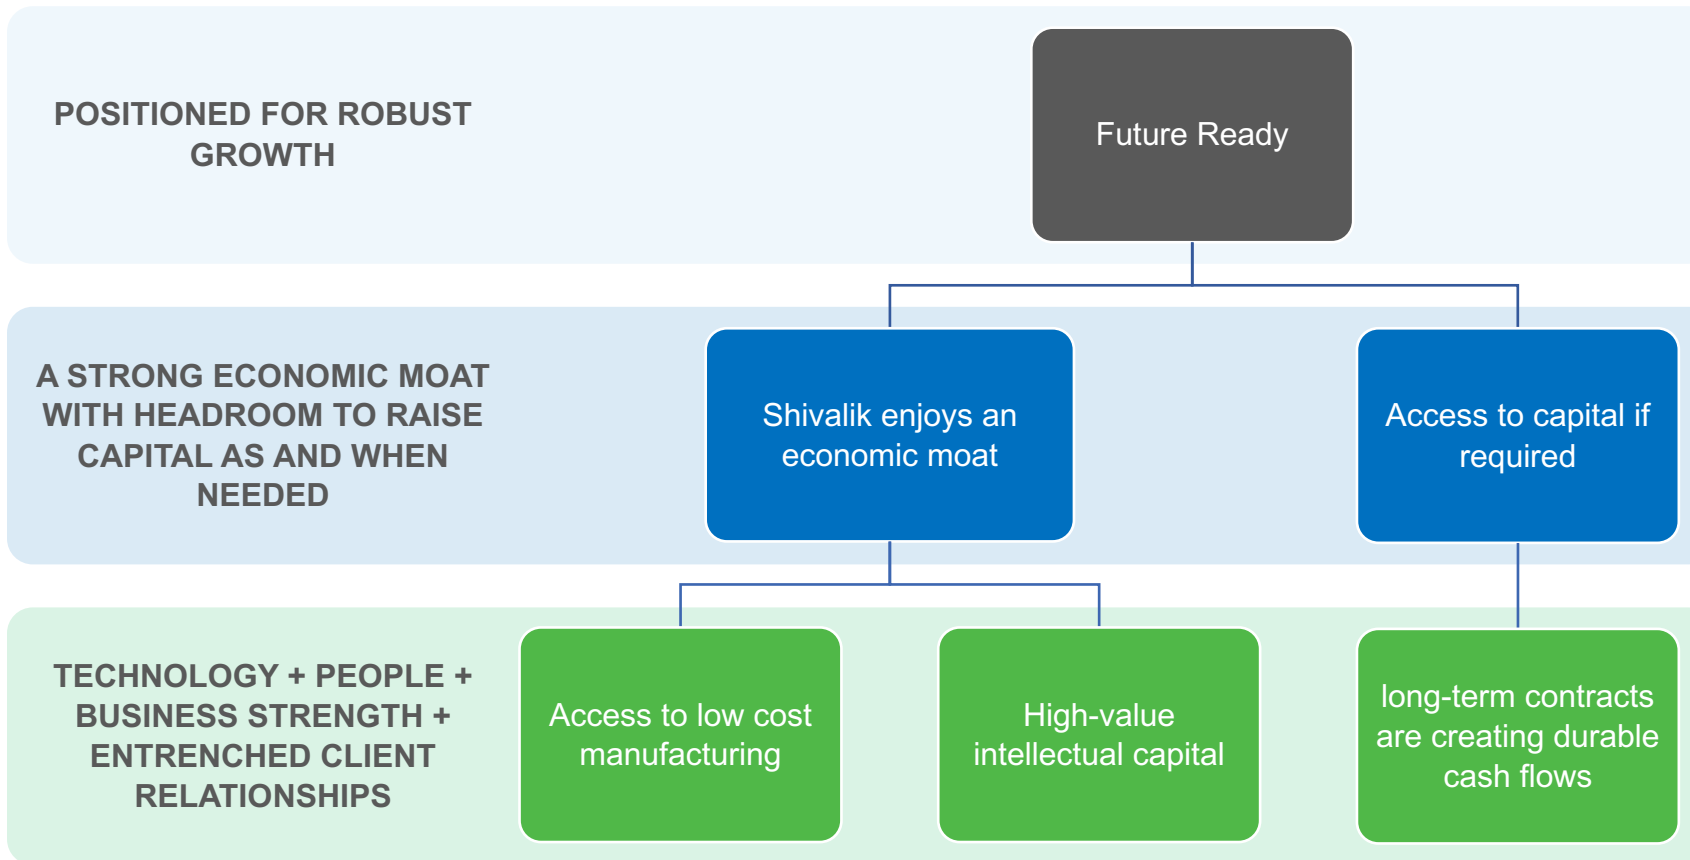 POSITIONED FOR ROBUST
GROWTH
Future Ready
A STRONG ECONOMIC MOAT
WITH HEADROOM TO RAISE
CAPITAL AS AND WHEN
NEEDED
Shivalik enjoys an
economic moat
Access to capital if
required
TECHNOLOGY + PEOPLE +
BUSINESS STRENGTH +
ENTRENCHED CLIENT
RELATIONSHIPS
Access to low cost
manufacturing
High-value
intellectual capital
long-term contracts
are creating durable
cash flows